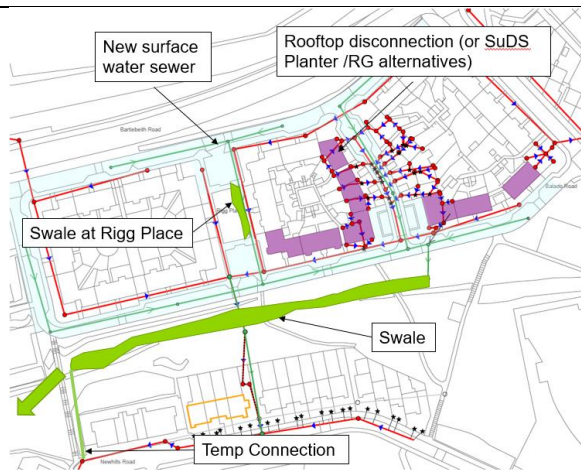 New surface
water sewer
Rooftop disconnection (or SuDS
Planter /RG alternatives)
Bartiebeith Road
Swale at Rigg Place
Swale
Temp Connection
Newhills Road